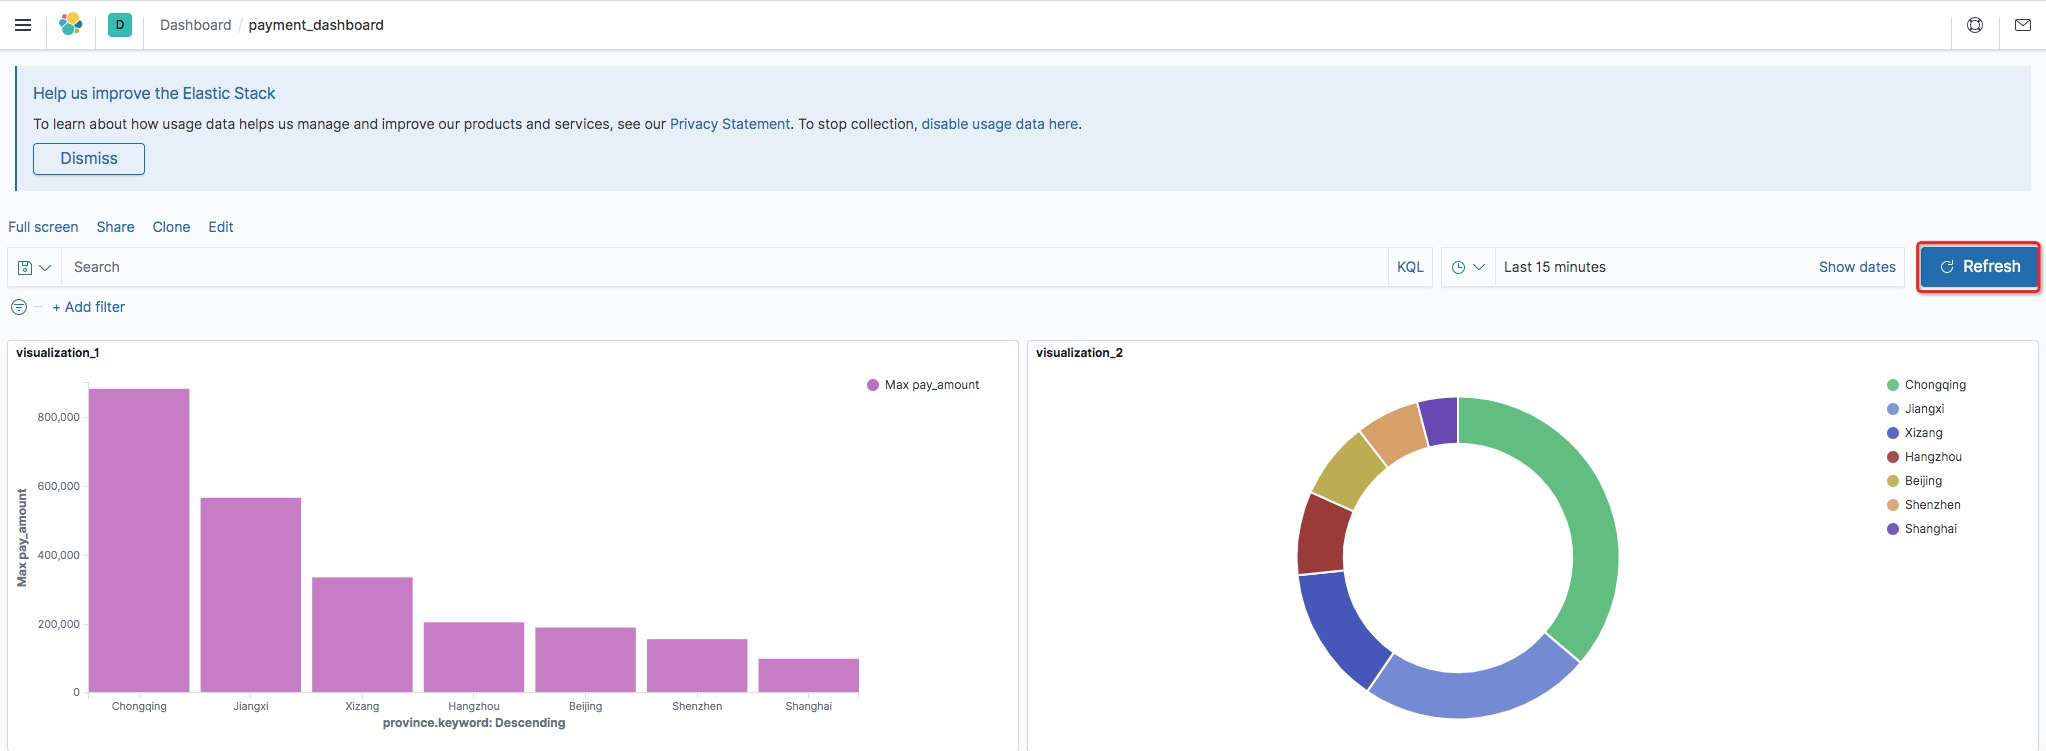 D Dashboard / payment_dashboard
Help us improve the Elastic Stack
To learn about how usage data helps us manage and improve our products and services, see our Privacy Statement. To stop collection, disable usage data here.
Dismiss
Full screen Share Clone Edit
Search KQL Last 15 minutes Show dates Refresh
+ Add filter
visualization_1
Max pay_amount
800,000
600,000
400,000
200,000
0
Max pay_amount
Chongqing Jiangxi Xizang Hangzhou Beijing Shenzhen Shanghai
province.keyword: Descending
visualization_2
Chongqing
Jiangxi
Xizang
Hangzhou
Beijing
Shenzhen
Shanghai